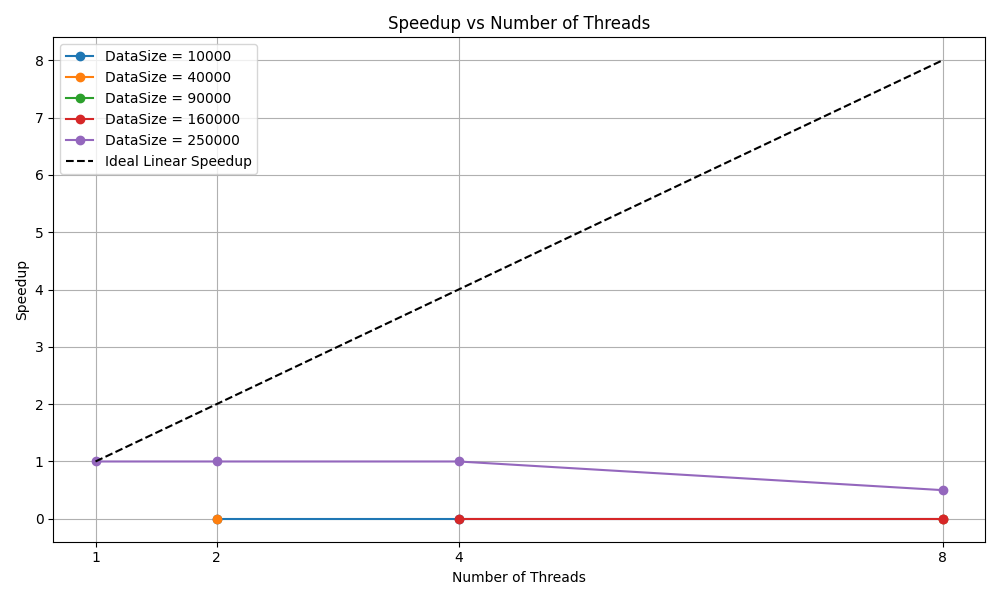 Speedup vs Number of Threads
DataSize = 10000
DataSize = 40000
DataSize = 90000
DataSize = 160000
DataSize = 250000
Ideal Linear Speedup
8
7
6
5
4
3
2
1
0
Speedup
1 2 4 8
Number of Threads